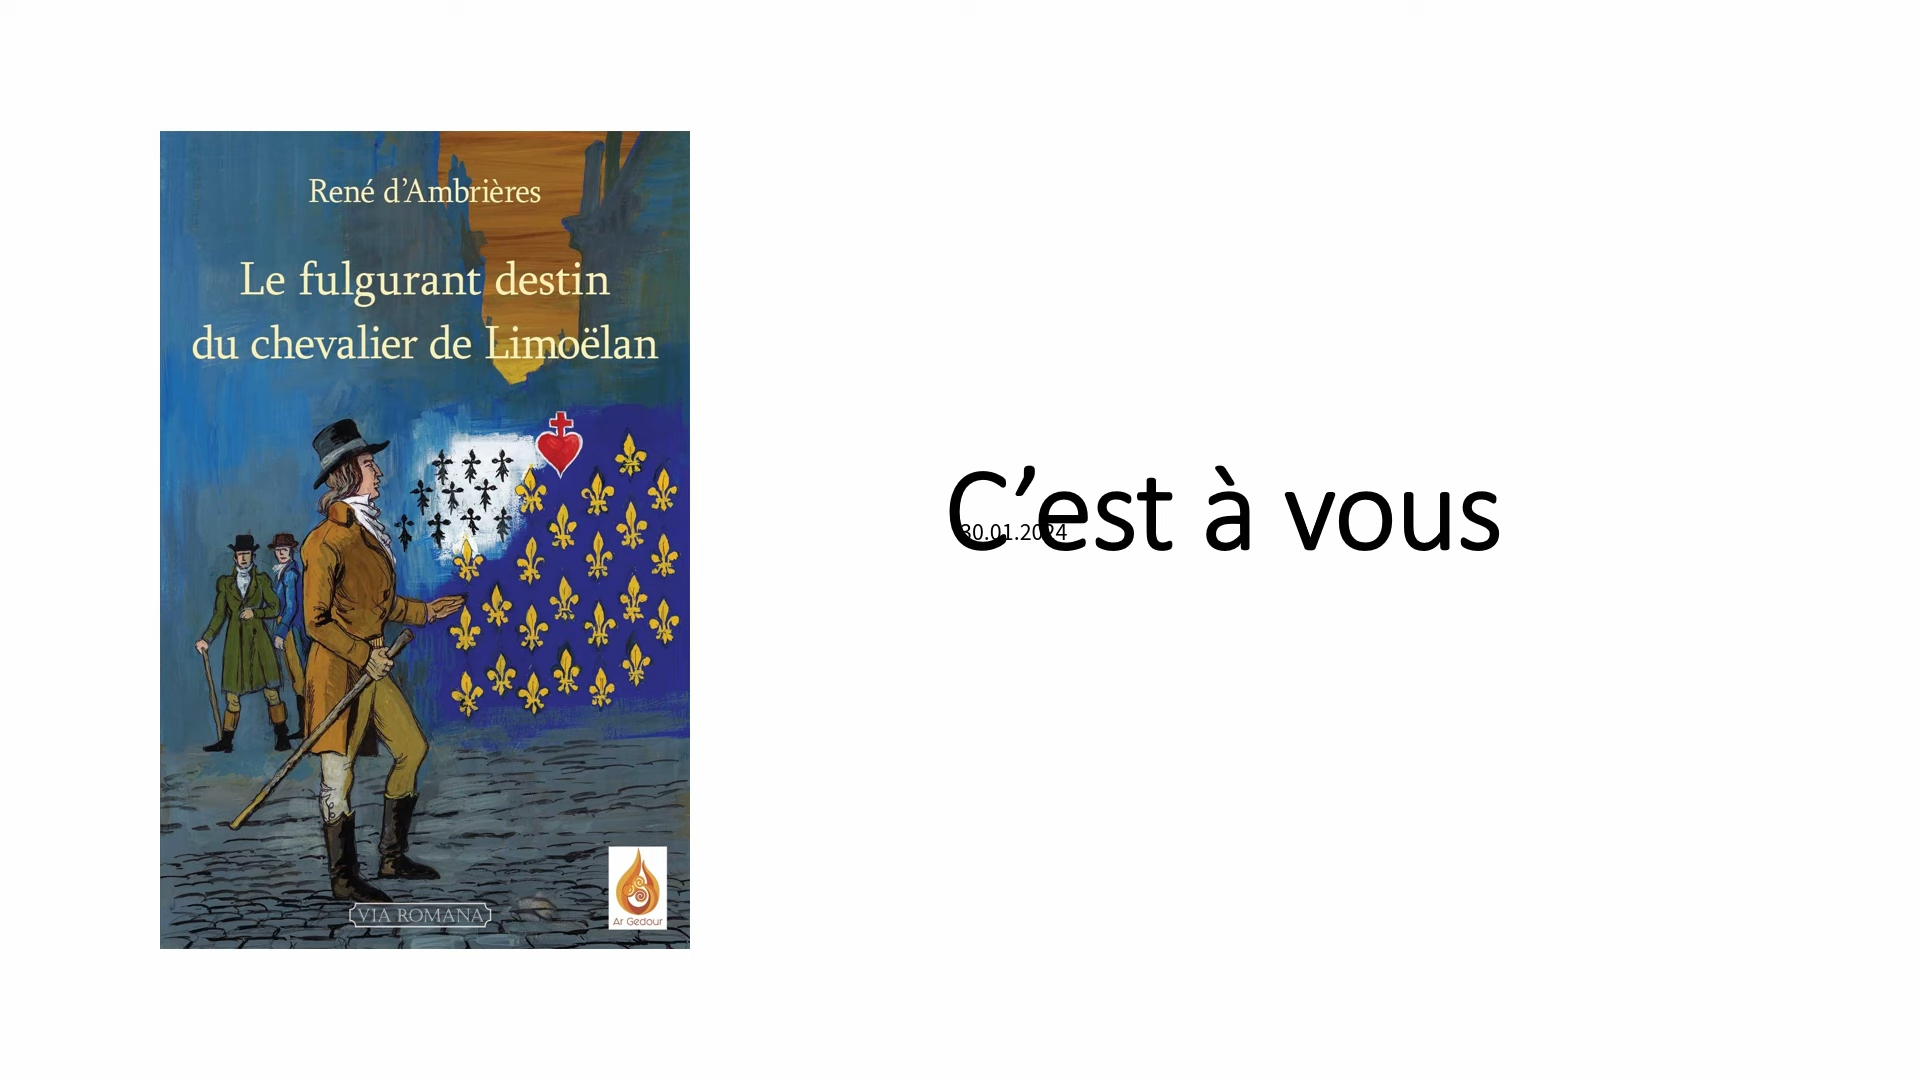 René d’Ambrières
Le fulgurant destin
du chevalier de Limoëlan
VIA ROMANA
Ar Gedour
C’est à vous
30.01.2024